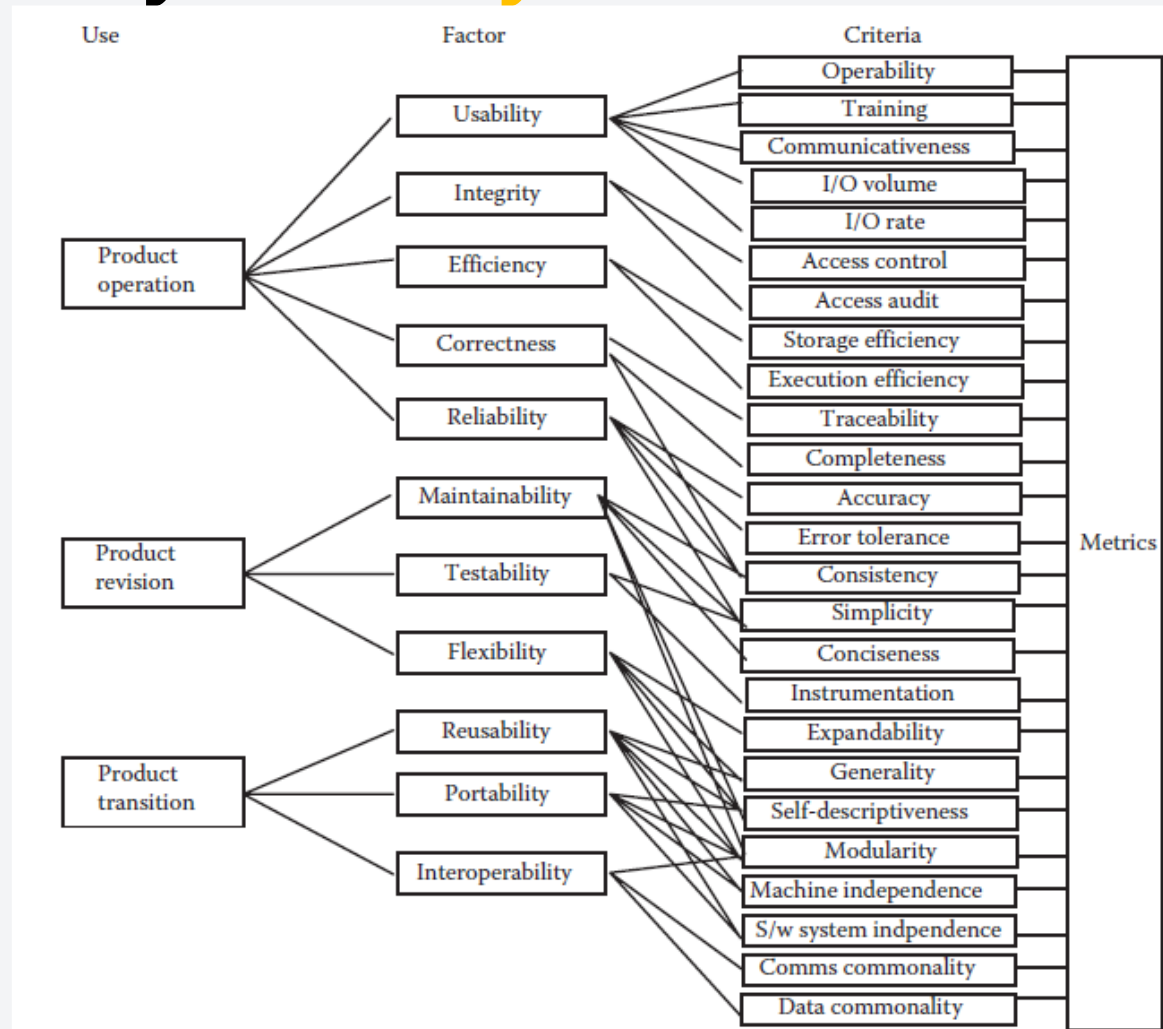 Use
Factor
Criteria
Product
operation
Product
revision
Product
transition
Usability
Integrity
Efficiency
Correctness
Reliability
Maintainability
Testability
Flexibility
Reusability
Portability
Interoperability
Operability
Training
Communicativeness
I/O volume
I/O rate
Access control
Access audit
Storage efficiency
Execution efficiency
Traceability
Completeness
Accuracy
Error tolerance
Consistency
Simplicity
Conciseness
Instrumentation
Expandability
Generality
Self-descriptiveness
Modularity
Machine independence
S/w system indpendence
Comms commonality
Data commonality
Metrics